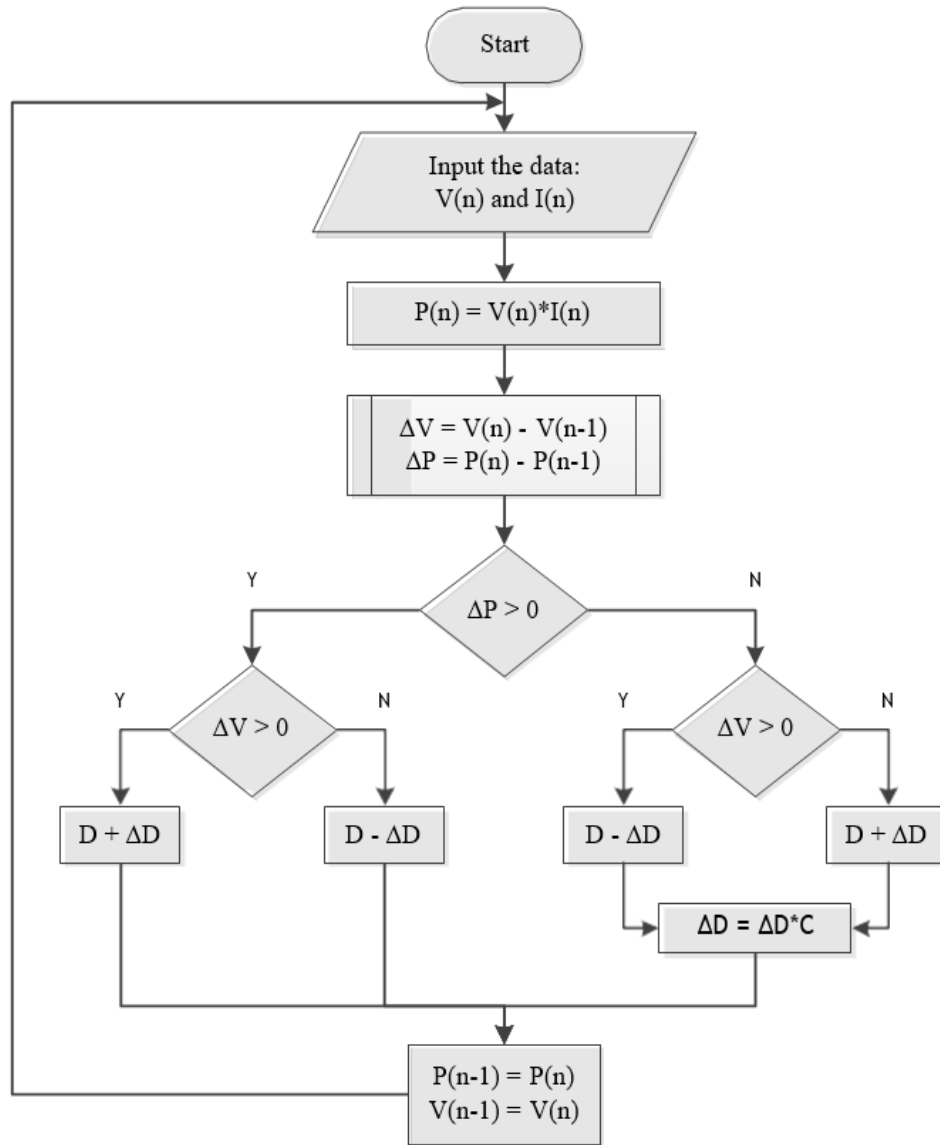 Start
Input the data:
V(n) and I(n)
P(n) = V(n)*I(n)
ΔV = V(n) - V(n-1)
ΔP = P(n) - P(n-1)
Y
ΔP > 0
N
Y
ΔV > 0
N
Y
ΔV > 0
N
D + ΔD
D - ΔD
D - ΔD
D + ΔD
ΔD = ΔD*C
P(n-1) = P(n)
V(n-1) = V(n)